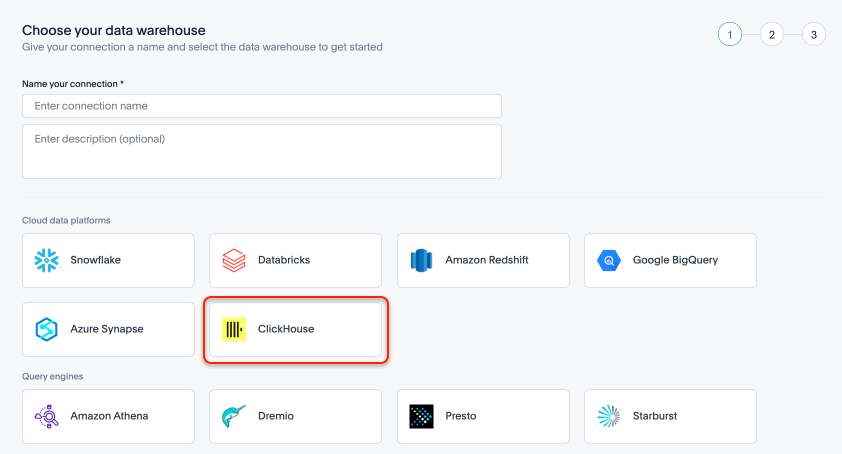 Choose your data warehouse
Give your connection a name and select the data warehouse to get started
1 2 3
Name your connection *
Enter connection name
Enter description (optional)
Cloud data platforms
Snowflake Databricks Amazon Redshift Google BigQuery
Azure Synapse ClickHouse
Query engines
Amazon Athena Dremio Presto Starburst